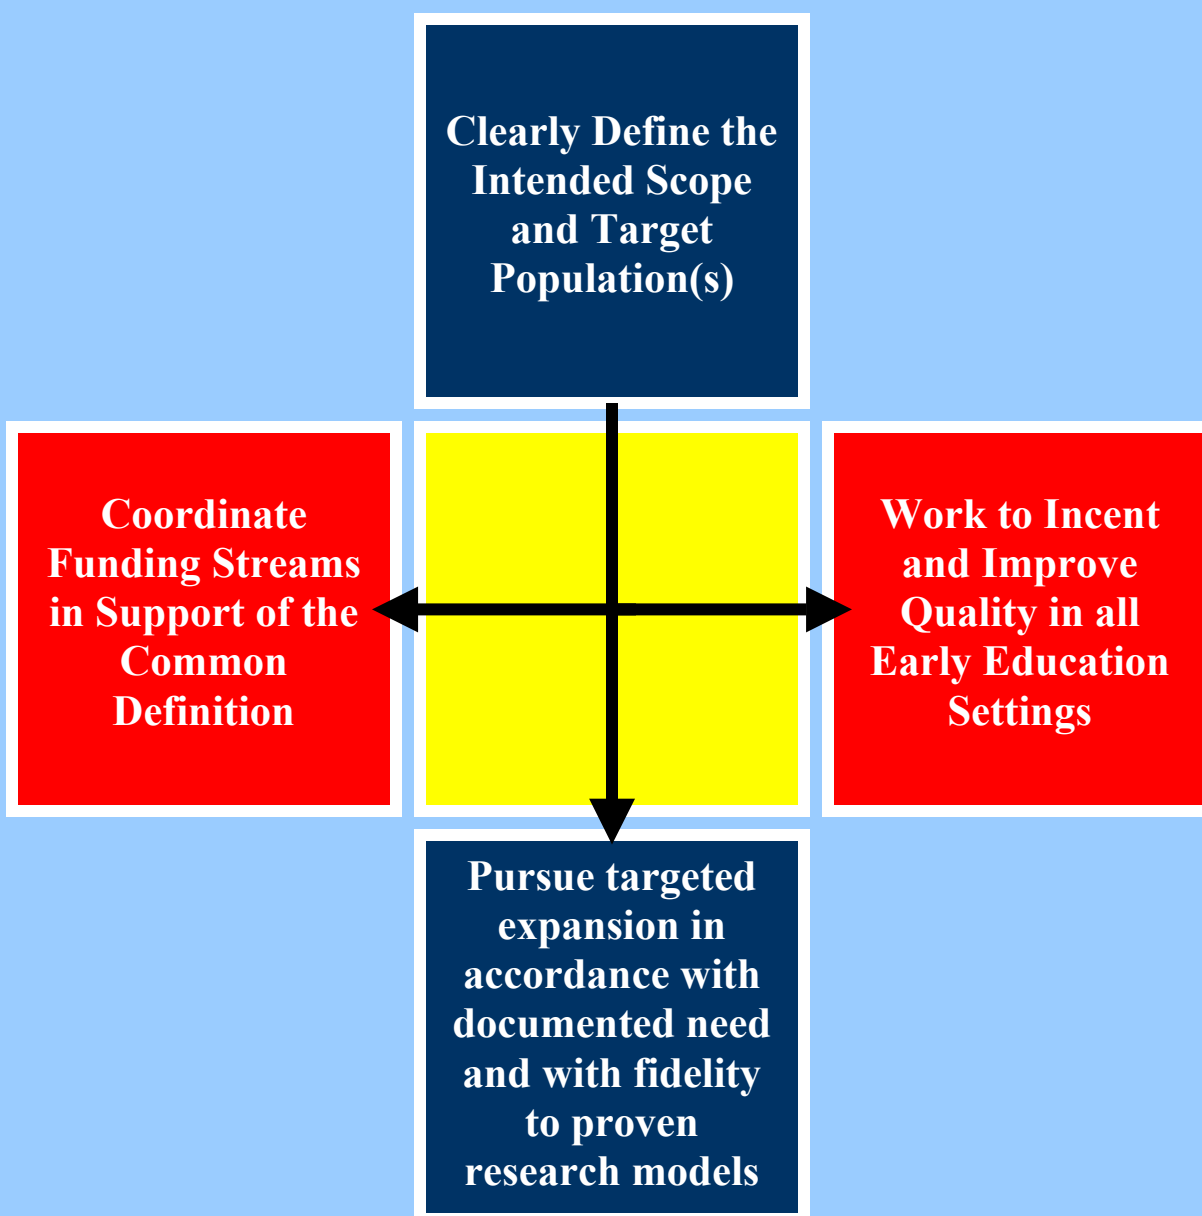 Clearly Define the
Intended Scope
and Target
Population(s)
Coordinate
Funding Streams
in Support of the
Common
Definition
Work to Incent
and Improve
Quality in all
Early Education
Settings
Pursue targeted
expansion in
accordance with
documented need
and with fidelity
to proven
research models